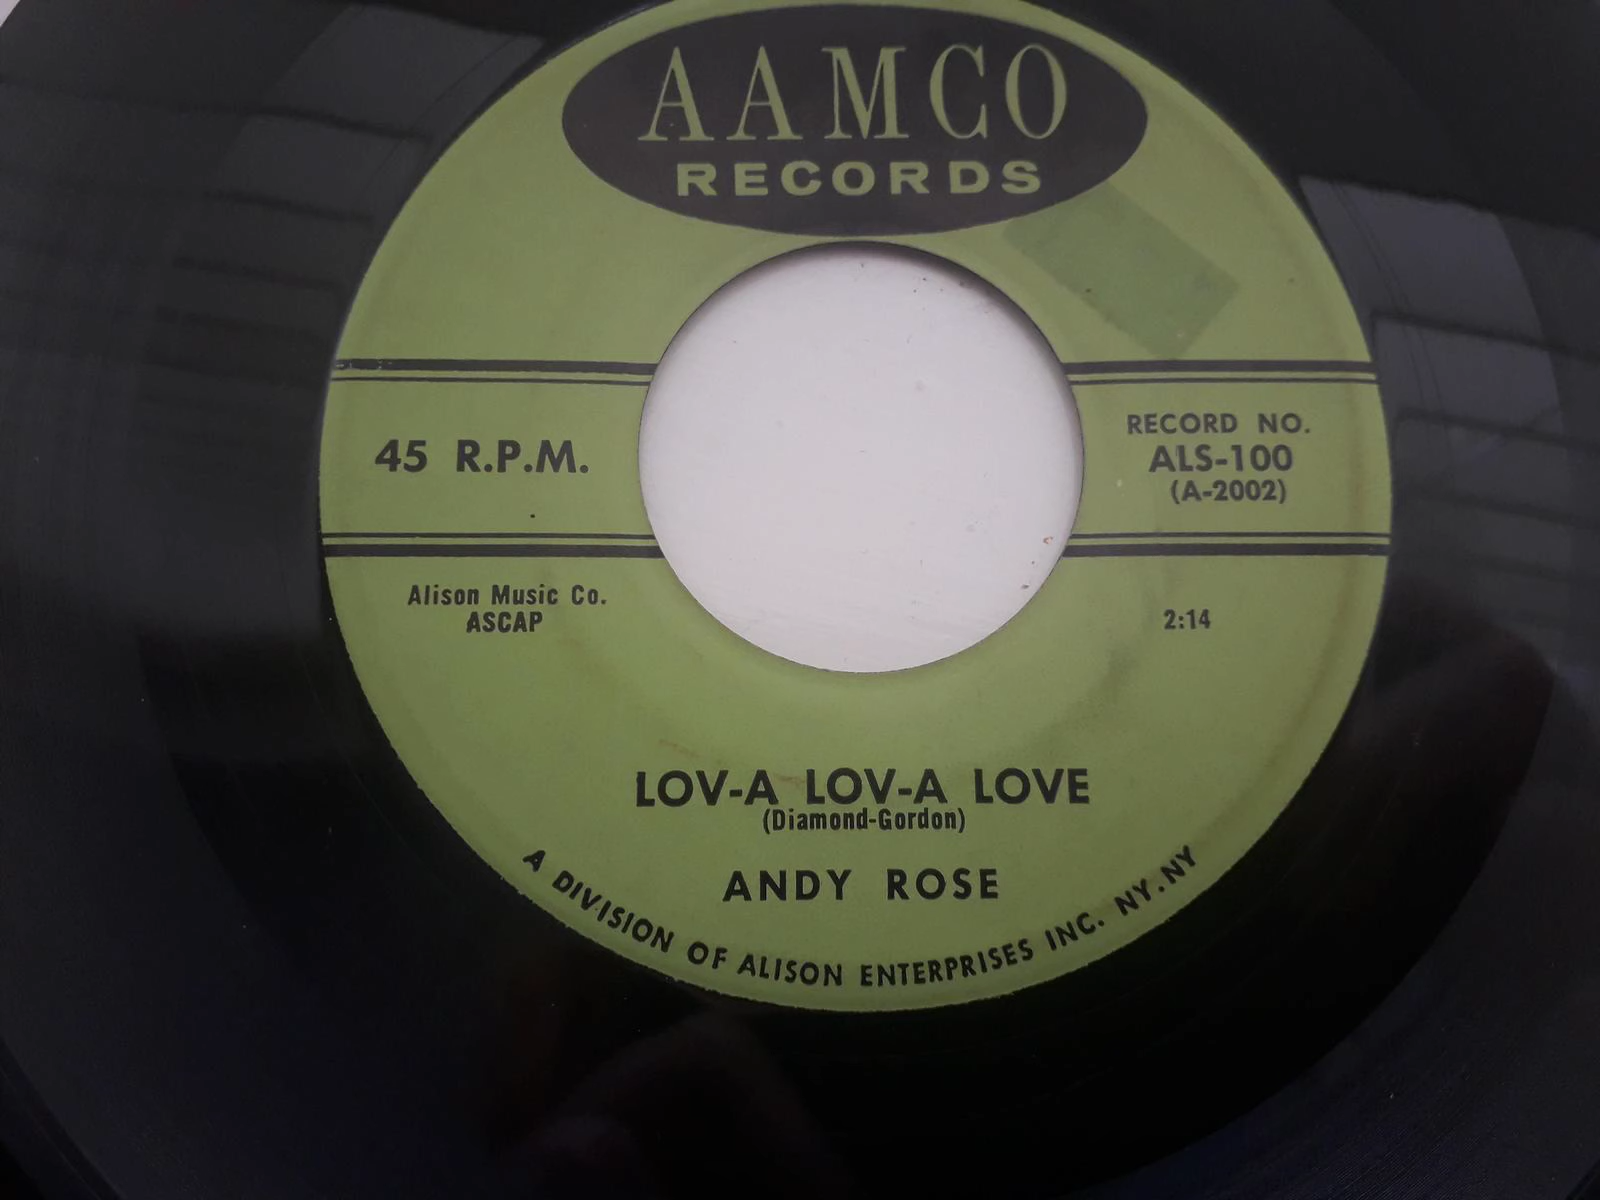 AAMCO
RECORDS
45 R.P.M.
RECORD NO.
ALS-100
(A-2002)
Alison Music Co.
ASCAP
2:14
LOV-A LOV-A LOVE
(Diamond-Gordon)
ANDY ROSE
A DIVISION OF ALISON ENTERPRISES INC. NY. NY